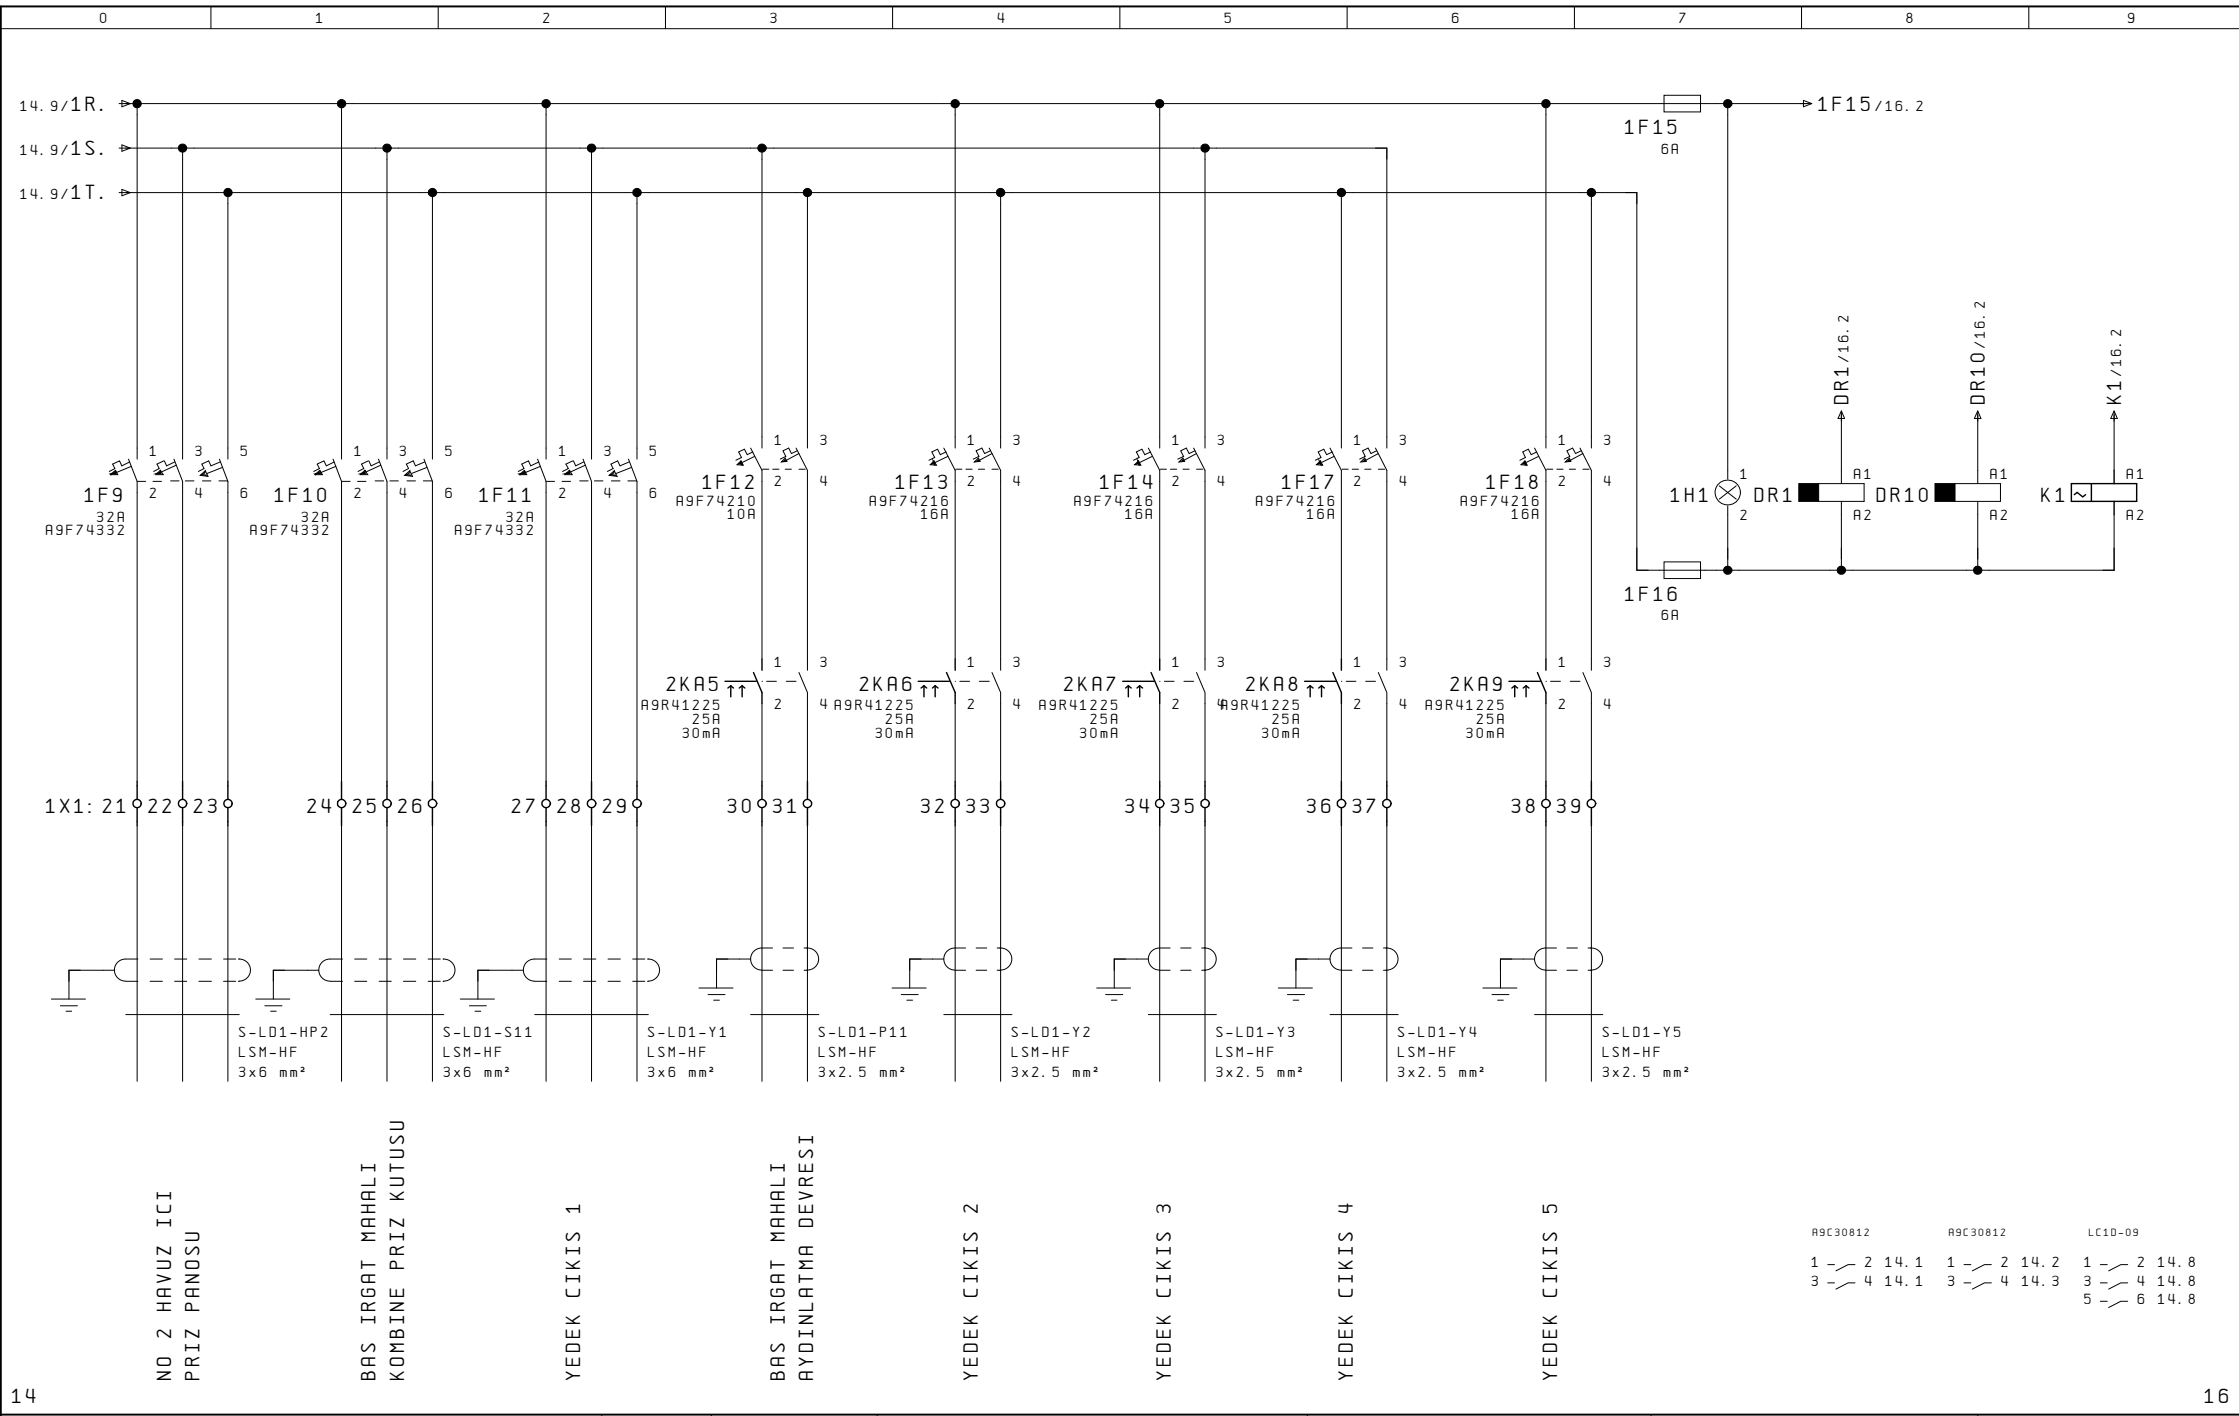 0 1 2 3 4 5 6 7 8 9
14.9/1R. 1F15/16.2
1F15
6A
14.9/1S.
14.9/1T.
DR1/16.2 DR10/16.2 K1/16.2
1 3 5 1 3 5 1 3 5 1 3 1 3 1 3 1 3 1 3
1F9 2 4 6
32A
A9F74332
1F10 2 4 6
32A
A9F74332
1F11 2 4 6
32A
A9F74332
1F12 2 4
A9F74210
10A
1F13 2 4
A9F74216
16A
1F14 2 4
A9F74216
16A
1F17 2 4
A9F74216
16A
1F18 2 4
A9F74216
16A
1
1H1
2
A1
DR1
A2
A1
DR10
A2
A1
K1 ~
A2
1F16
6A
1 3
2KA5 2 4
A9R41225
25A
30mA
1 3
2KA6 2 4
A9R41225
25A
30mA
1 3
2KA7 2 4
A9R41225
25A
30mA
1 3
2KA8 2 4
A9R41225
25A
30mA
1 3
2KA9 2 4
A9R41225
25A
30mA
1X1: 21 22 23 24 25 26 27 28 29 30 31 32 33 34 35 36 37 38 39
S-LD1-HP2
LSM-HF
3x6 mm²
S-LD1-S11
LSM-HF
3x6 mm²
S-LD1-Y1
LSM-HF
3x6 mm²
S-LD1-P11
LSM-HF
3x2.5 mm²
S-LD1-Y2
LSM-HF
3x2.5 mm²
S-LD1-Y3
LSM-HF
3x2.5 mm²
S-LD1-Y4
LSM-HF
3x2.5 mm²
S-LD1-Y5
LSM-HF
3x2.5 mm²
NO 2 HAVUZ ICI
PRIZ PANOSU
BAS IRGAT MAHALI
KOMBINE PRIZ KUTUSU
YEDEK CIKIS 1
BAS IRGAT MAHALI
AYDINLATMA DEVRESI
YEDEK CIKIS 2
YEDEK CIKIS 3
YEDEK CIKIS 4
YEDEK CIKIS 5
A9C30812
1 2 14.1
3 4 14.1
A9C30812
1 2 14.2
3 4 14.3
LC1D-09
1 2 14.8
3 4 14.8
5 6 14.8
14 16